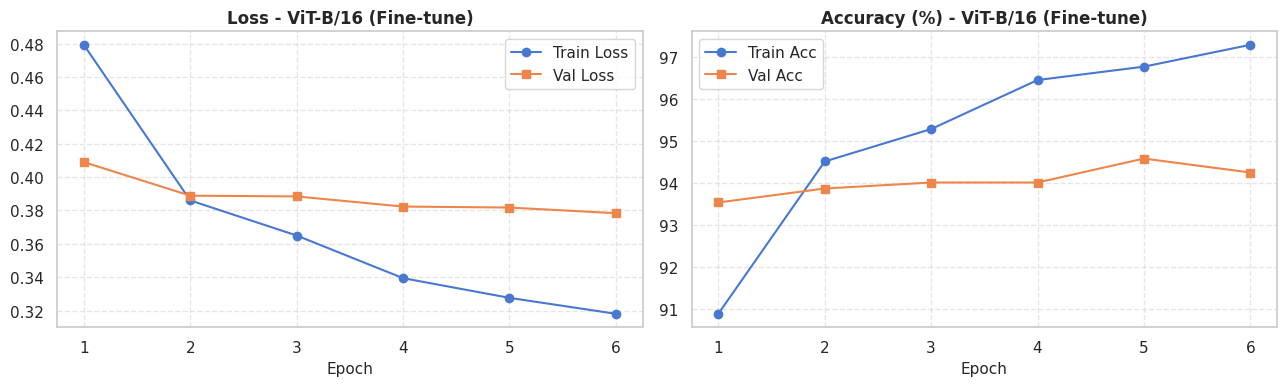 Loss - ViT-B/16 (Fine-tune)
0.48
0.46
0.44
0.42
0.40
0.38
0.36
0.34
0.32
Train Loss
Val Loss
1 2 3 4 5 6
Epoch
Accuracy (%) - ViT-B/16 (Fine-tune)
97
96
95
94
93
92
91
Train Acc
Val Acc
1 2 3 4 5 6
Epoch